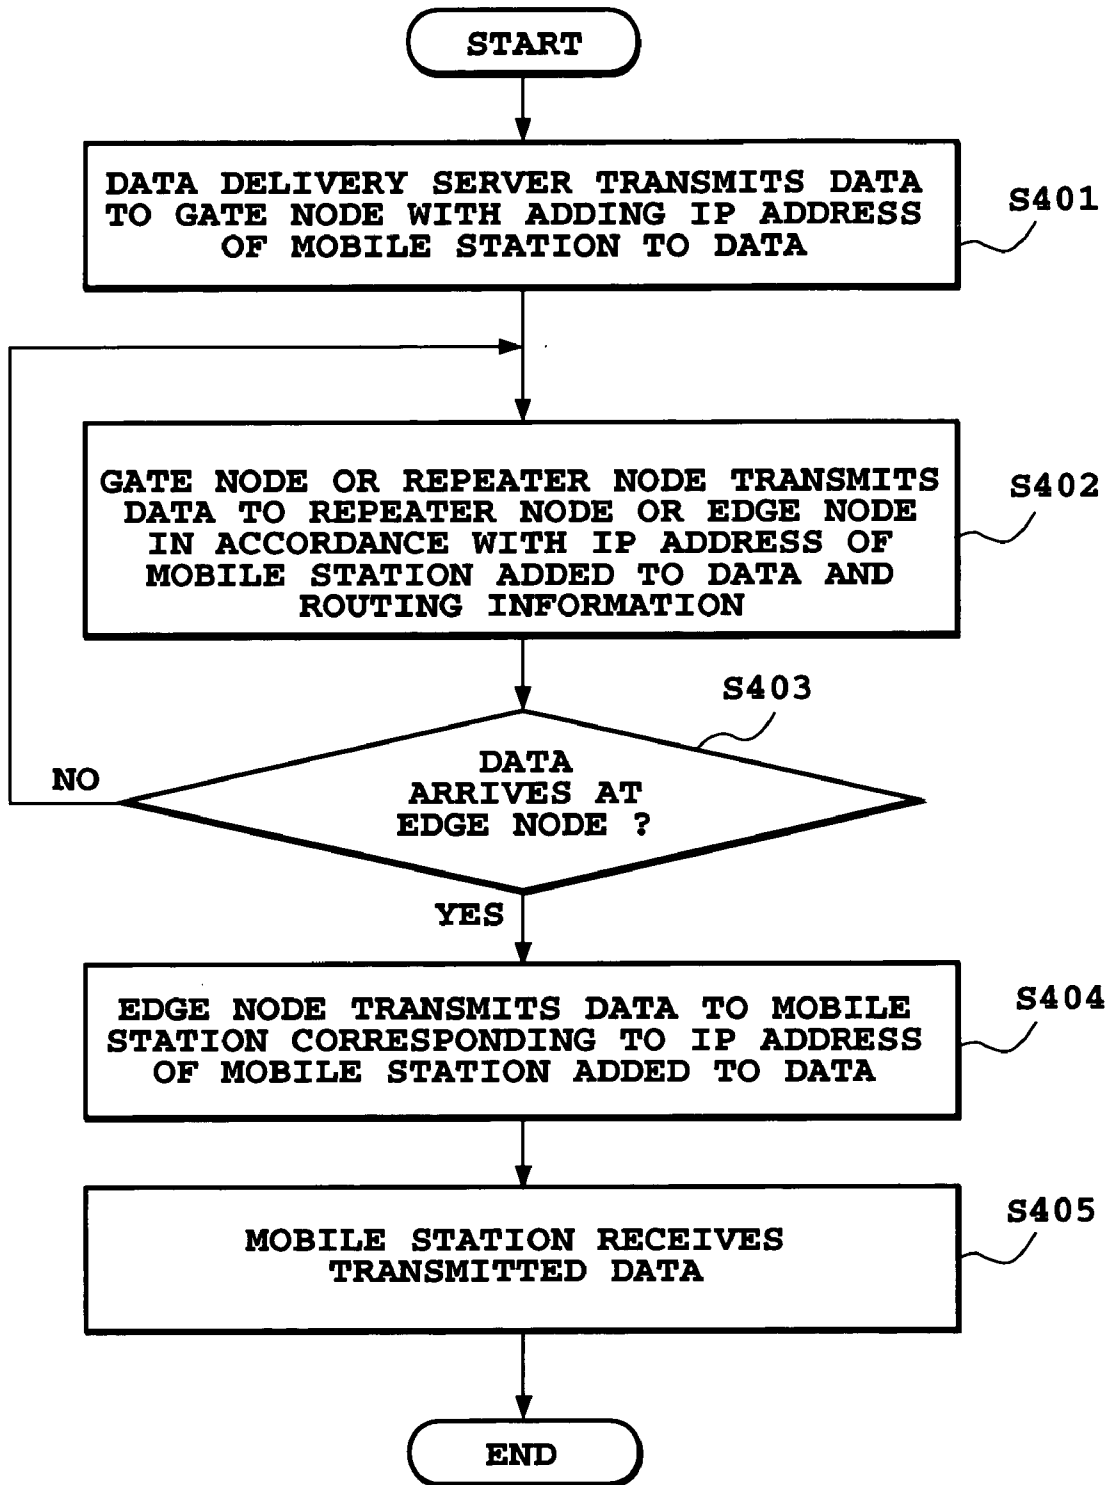 START
DATA DELIVERY SERVER TRANSMITS DATA
TO GATE NODE WITH ADDING IP ADDRESS
OF MOBILE STATION TO DATA
S401
GATE NODE OR REPEATER NODE TRANSMITS
DATA TO REPEATER NODE OR EDGE NODE
IN ACCORDANCE WITH IP ADDRESS OF
MOBILE STATION ADDED TO DATA AND
ROUTING INFORMATION
S402
S403
DATA
ARRIVES AT
EDGE NODE ?
NO
YES
EDGE NODE TRANSMITS DATA TO MOBILE
STATION CORRESPONDING TO IP ADDRESS
OF MOBILE STATION ADDED TO DATA
S404
MOBILE STATION RECEIVES
TRANSMITTED DATA
S405
END